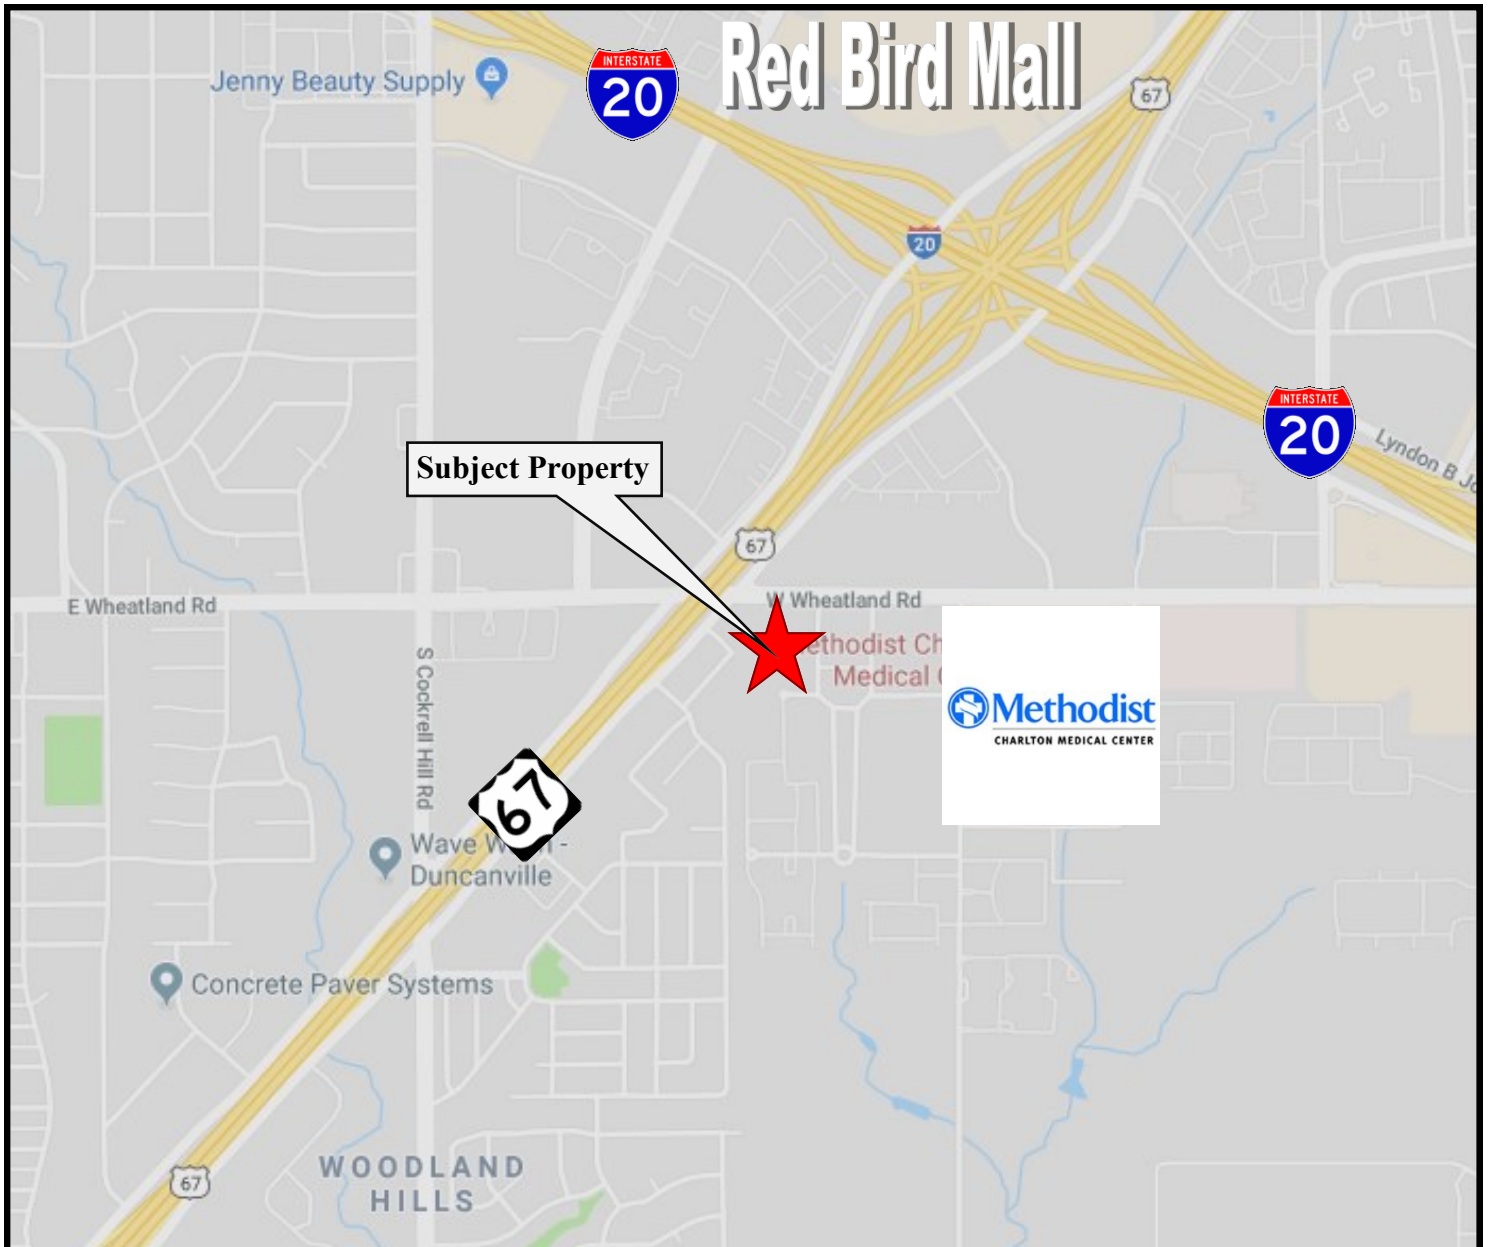 Red Bird Mall
INTERSTATE
20
Jenny Beauty Supply
67
20
INTERSTATE
20
Lyndon B Jo
Subject Property
67
W Wheatland Rd
E Wheatland Rd
ethodist Ch
Medical
S Cockrell Hill Rd
Methodist
CHARLTON MEDICAL CENTER
67
Wave W
-
Duncanville
Concrete Paver Systems
WOODLAND
HILLS
67